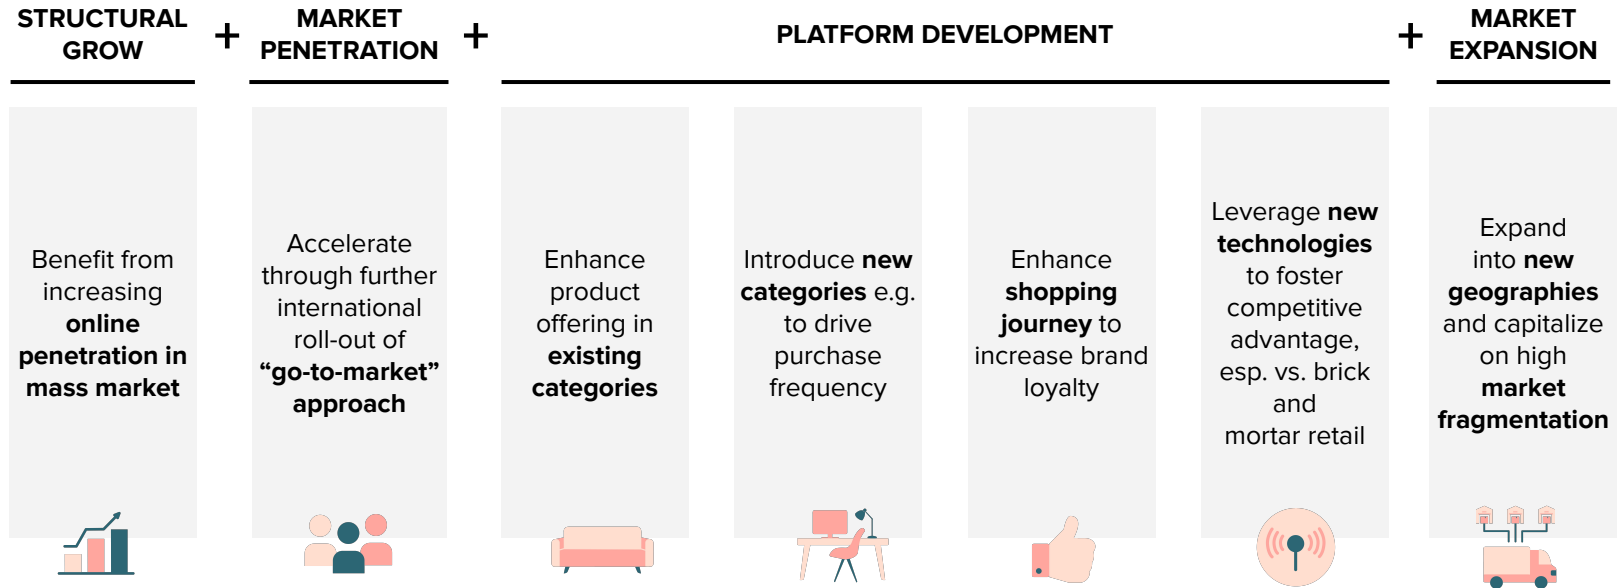 STRUCTURAL
GROW
+
MARKET
PENETRATION
+
PLATFORM DEVELOPMENT
+
MARKET
EXPANSION
Benefit from
increasing
online
penetration in
mass market
Accelerate
through further
international
roll-out of
“go-to-market”
approach
Enhance
product
offering in
existing
categories
Introduce new
categories e.g.
to drive
purchase
frequency
Enhance
shopping
journey to
increase brand
loyalty
Leverage new
technologies
to foster
competitive
advantage,
esp. vs. brick
and
mortar retail
Expand
into new
geographies
and capitalize
on high
market
fragmentation